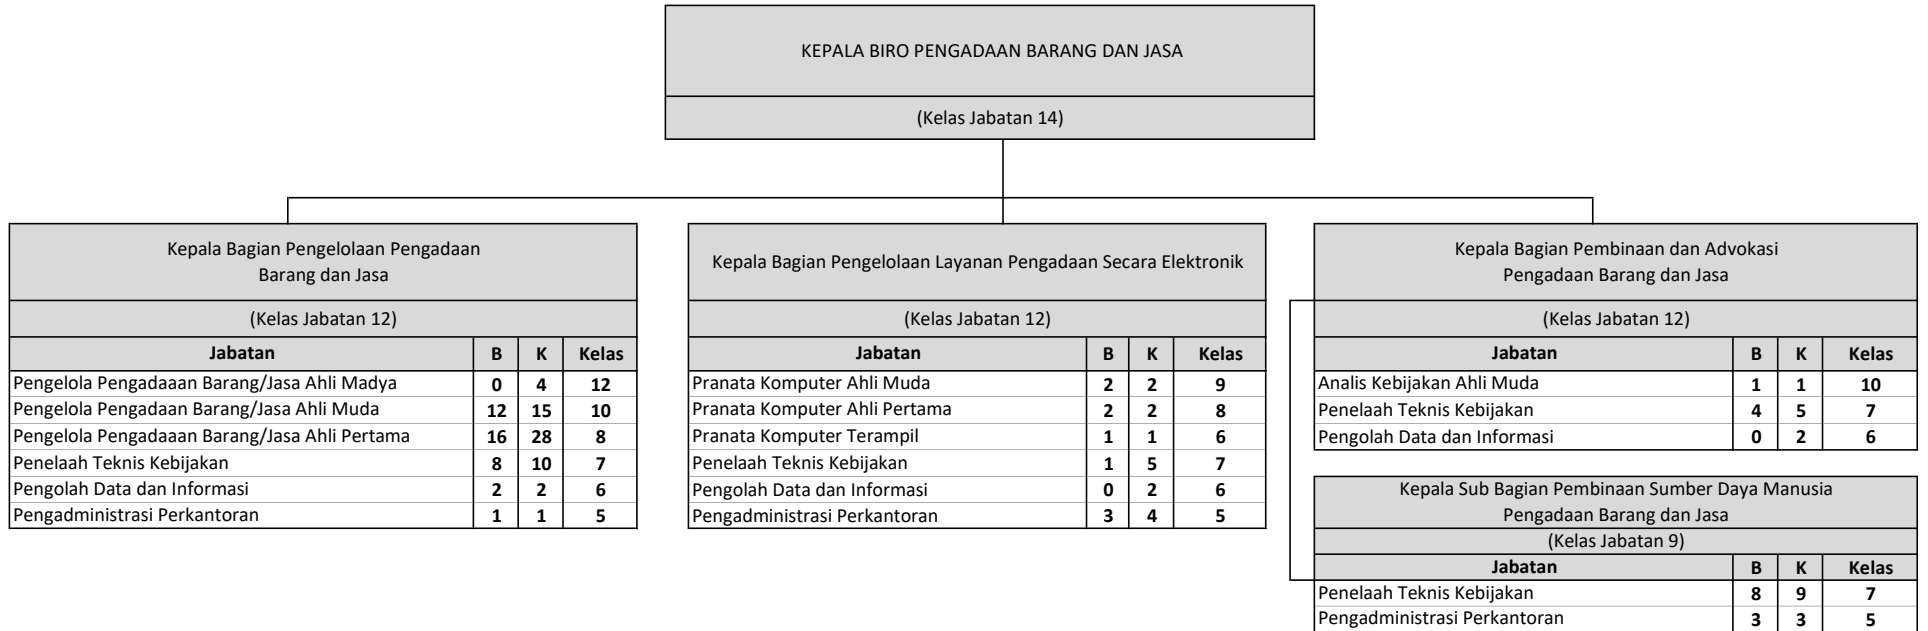 KEPALA BIRO PENGADAAN BARANG DAN JASA
(Kelas Jabatan 14)
Kepala Bagian Pengelolaan Pengadaan
Barang dan Jasa
(Kelas Jabatan 12)
Jabatan B K Kelas
Pengelola Pengadaaan Barang/Jasa Ahli Madya 0 4 12
Pengelola Pengadaan Barang/Jasa Ahli Muda 12 15 10
Pengelola Pengadaaan Barang/Jasa Ahli Pertama 16 28 8
Penelaah Teknis Kebijakan 8 10 7
Pengolah Data dan Informasi 2 2 6
Pengadministrasi Perkantoran 1 1 5
Kepala Bagian Pengelolaan Layanan Pengadaan Secara Elektronik
(Kelas Jabatan 12)
Jabatan B K Kelas
Pranata Komputer Ahli Muda 2 2 9
Pranata Komputer Ahli Pertama 2 2 8
Pranata Komputer Terampil 1 1 6
Penelaah Teknis Kebijakan 1 5 7
Pengolah Data dan Informasi 0 2 6
Pengadministrasi Perkantoran 3 4 5
Kepala Bagian Pembinaan dan Advokasi
Pengadaan Barang dan Jasa
(Kelas Jabatan 12)
Jabatan B K Kelas
Analis Kebijakan Ahli Muda 1 1 10
Penelaah Teknis Kebijakan 4 5 7
Pengolah Data dan Informasi 0 2 6
Kepala Sub Bagian Pembinaan Sumber Daya Manusia
Pengadaan Barang dan Jasa
(Kelas Jabatan 9)
Jabatan B K Kelas
Penelaah Teknis Kebijakan 8 9 7
Pengadministrasi Perkantoran 3 3 5